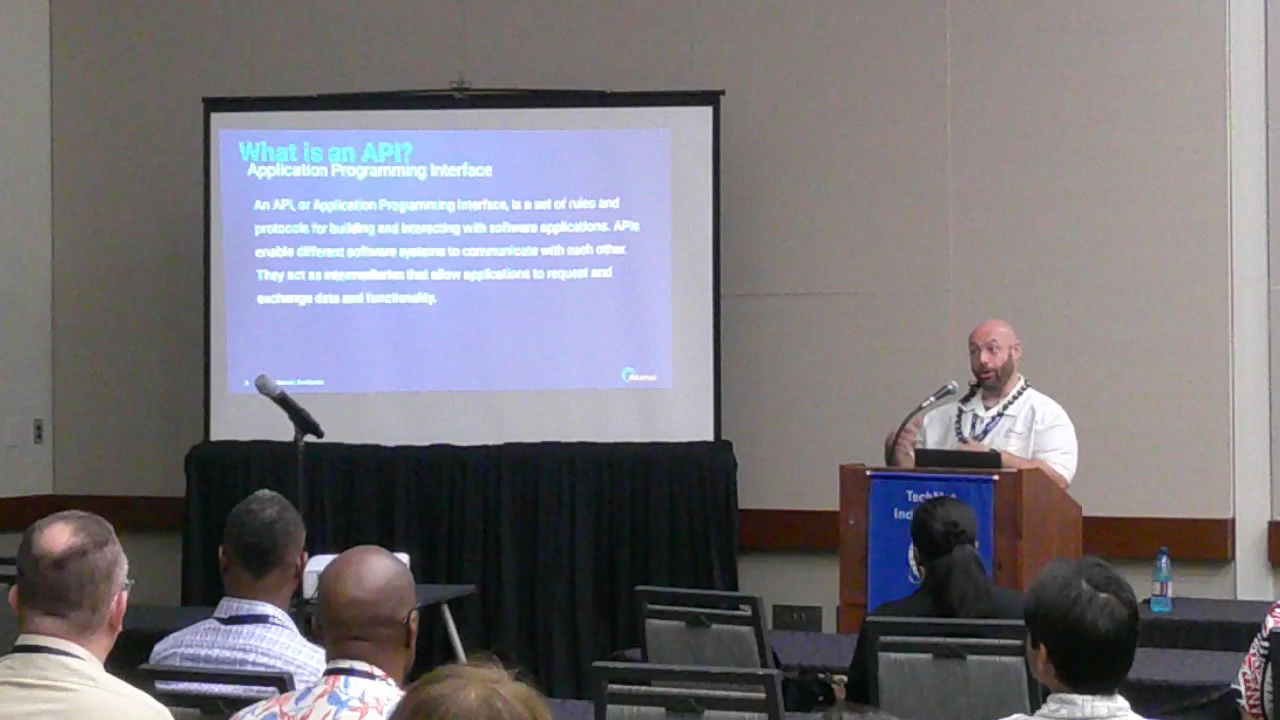 What is an API?
Application Programming Interface
An API, or Application Programming Interface, is a set of rules and
protocols for building and interacting with software applications. APIs
enable different software systems to communicate with each other.
They act as intermediaries that allow applications to request and
exchange data and functionality.
Akamai